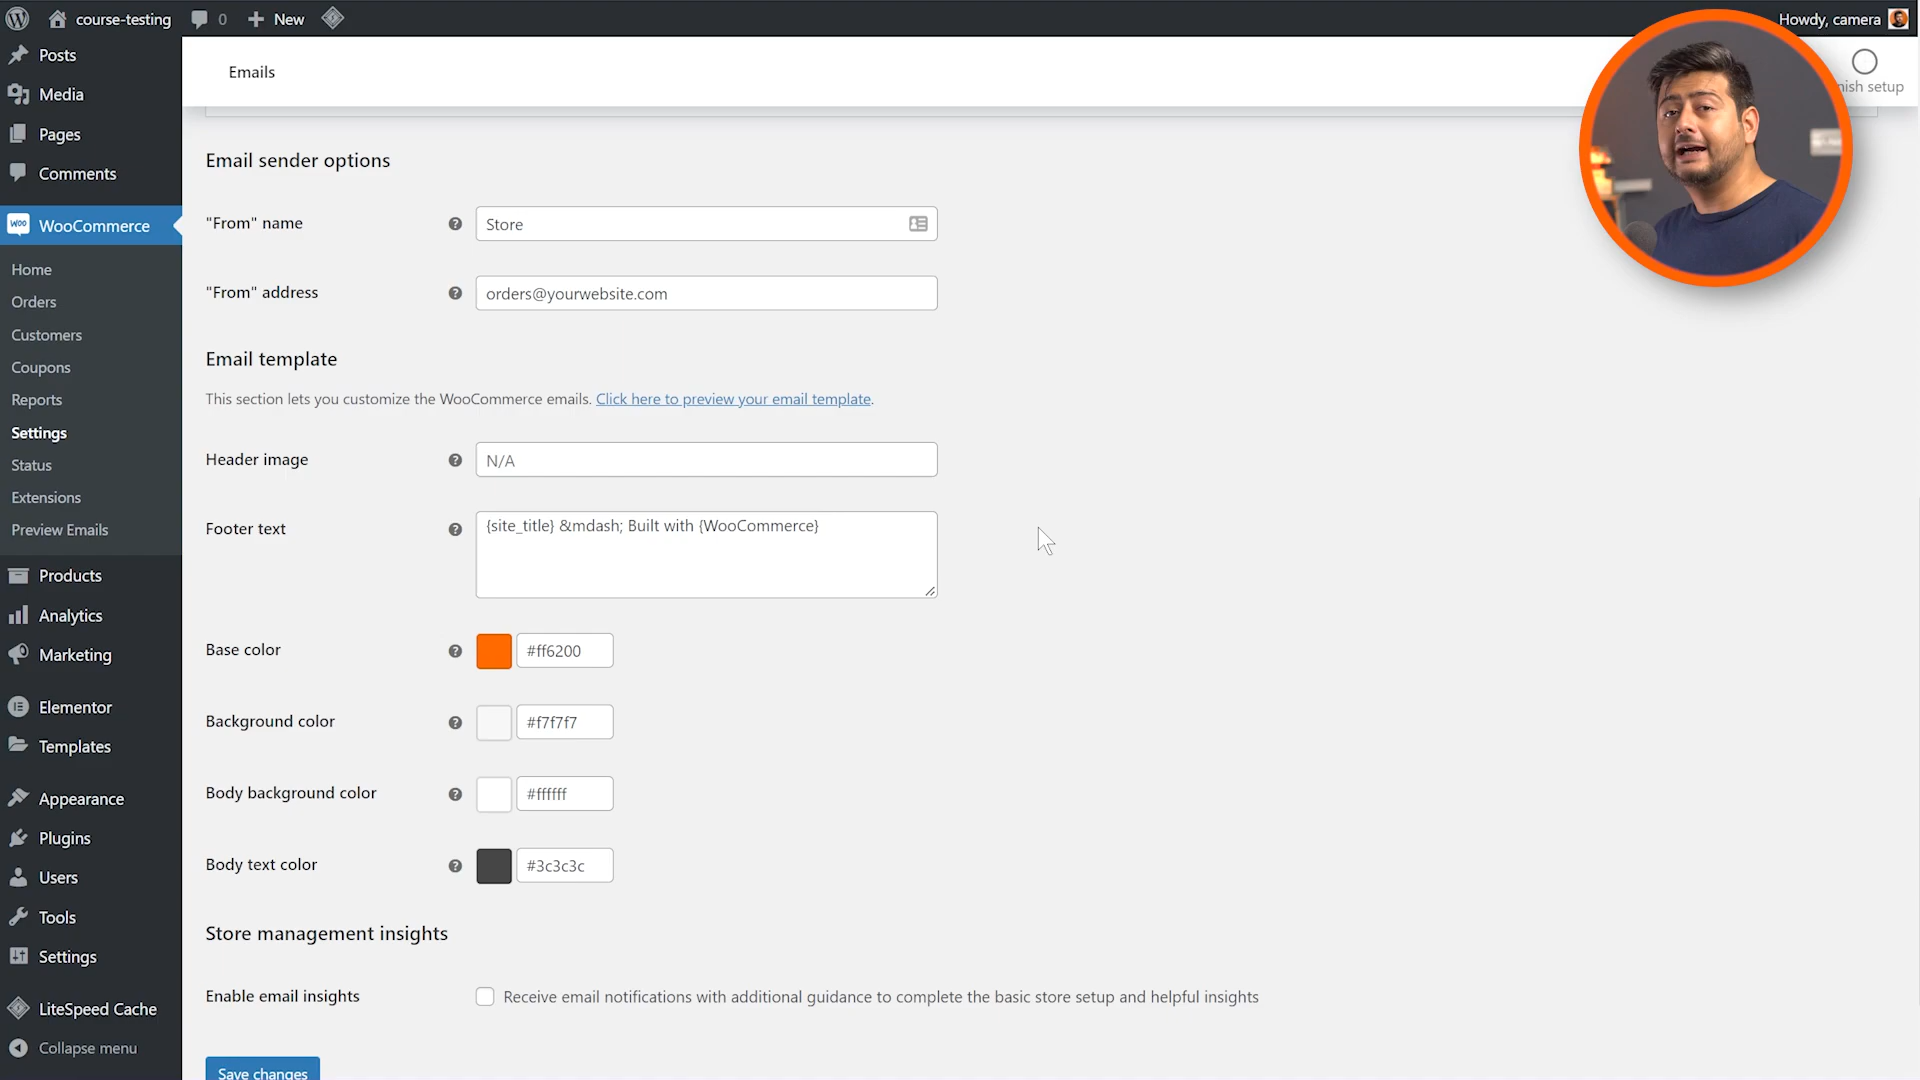 course-testing
0
New
Howdy, camera
Posts
Media
Pages
Comments
WOO
WooCommerce
Home
Orders
Customers
Coupons
Reports
Settings
Status
Extensions
Preview Emails
Products
Analytics
Marketing
Elementor
Templates
Appearance
Plugins
Users
Tools
Settings
LiteSpeed Cache
Collapse menu
Emails
setup
Email sender options
"From" name
Store
"From" address
orders@yourwebsite.com
Email template
This section lets you customize the WooCommerce emails. Click here to preview your email template.
Header image
N/A
Footer text
{site_title} &mdash; Built with {WooCommerce}
Base color
#ff6200
Background color
#f7f7f7
Body background color
#ffffff
Body text color
#3c3c3c
Store management insights
Enable email insights
Receive email notifications with additional guidance to complete the basic store setup and helpful insights
Save changes